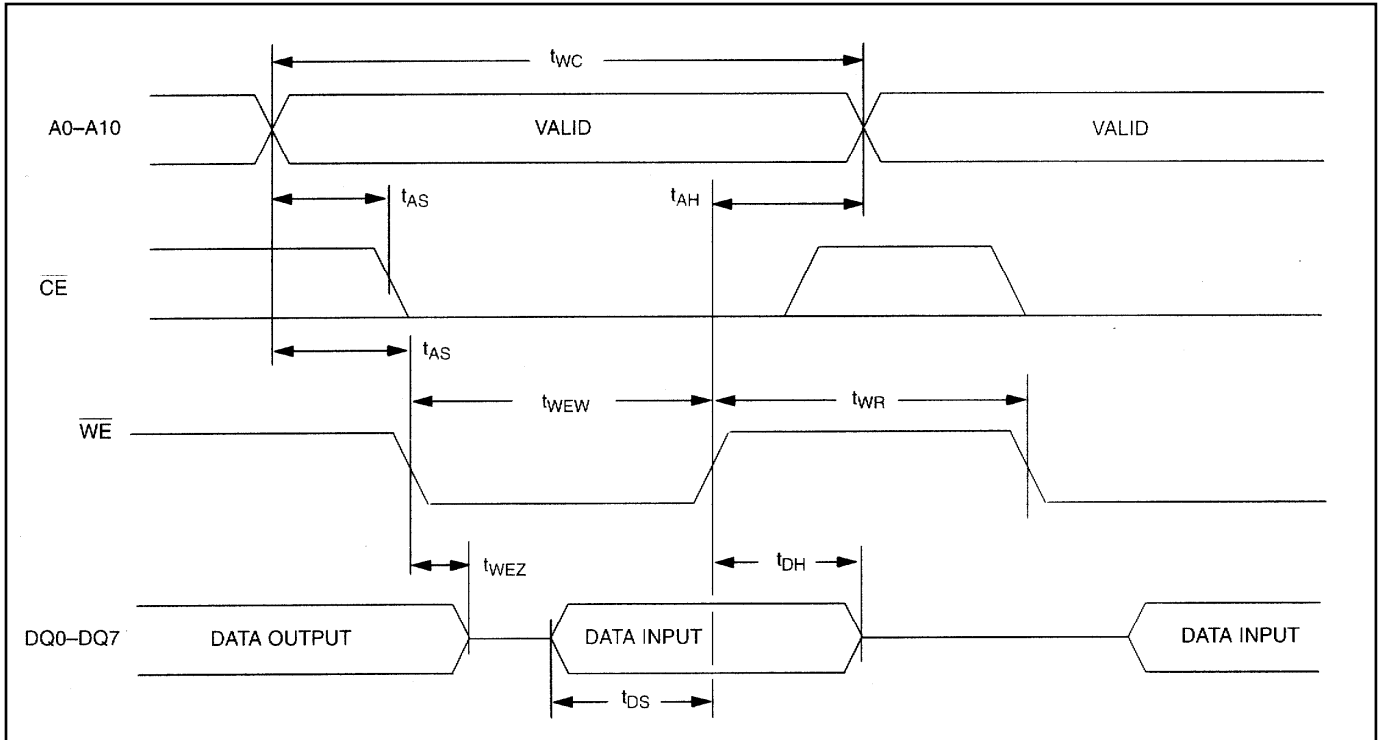 tWC
A0–A10 VALID VALID
tAS tAH
CE
tAS
tWEW tWR
WE
tWEZ tDH
DQ0–DQ7 DATA OUTPUT DATA INPUT DATA INPUT
tDS